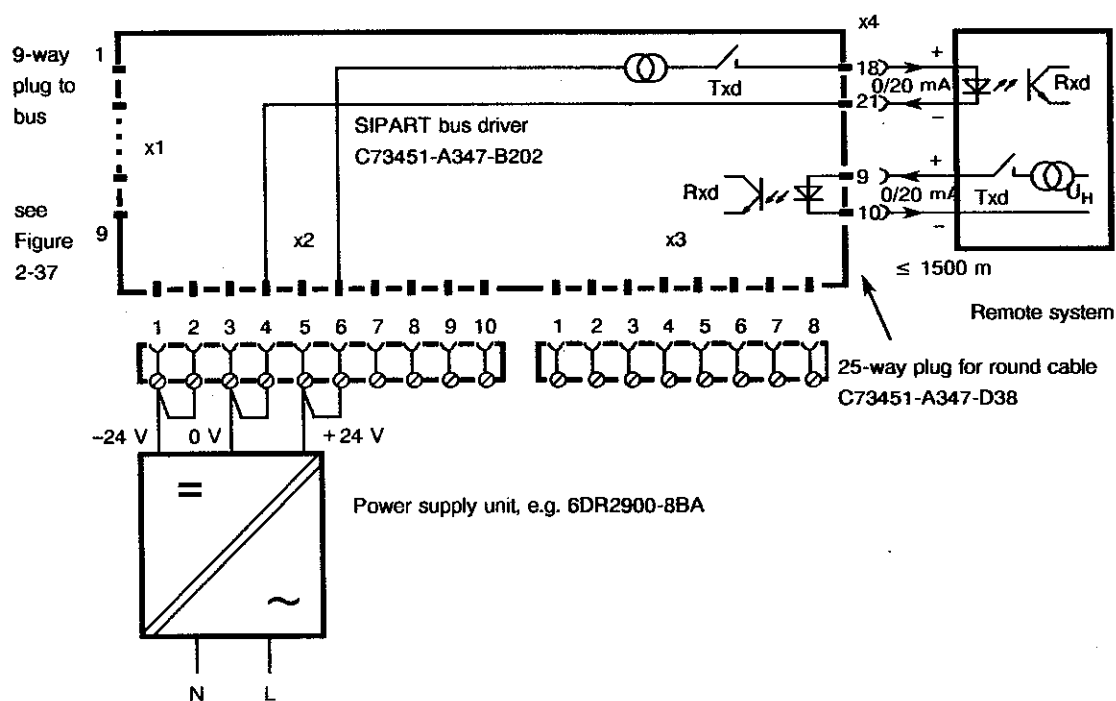 x4
9-way
plug to
bus
1
x1
see
Figure
2-37
9
Txd
18
+
0/20 mA
21
−
Rxd
SIPART bus driver
C73451-A347-B202
Rxd
9
+
0/20 mA
10
−
Txd
U_H
x2
x3
≤ 1500 m
Remote system
1 2 3 4 5 6 7 8 9 10
1 2 3 4 5 6 7 8
25-way plug for round cable
C73451-A347-D38
−24 V 0 V +24 V
=
~
Power supply unit, e.g. 6DR2900-8BA
N L